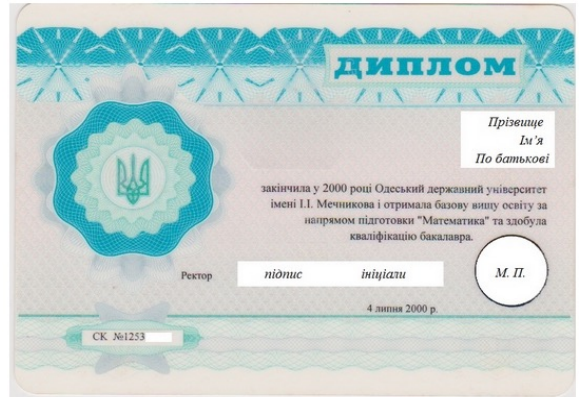 ДИПЛОМ
Прізвище
Ім'я
По батькові
закінчила у 2000 році Одеський державний університет
імені І.І. Мечникова і отримала базову вищу освіту за
напрямом підготовки "Математика" та здобула
кваліфікацію бакалавра.
Ректор підпис ініціали М. П.
4 липня 2000 р.
СК №1253